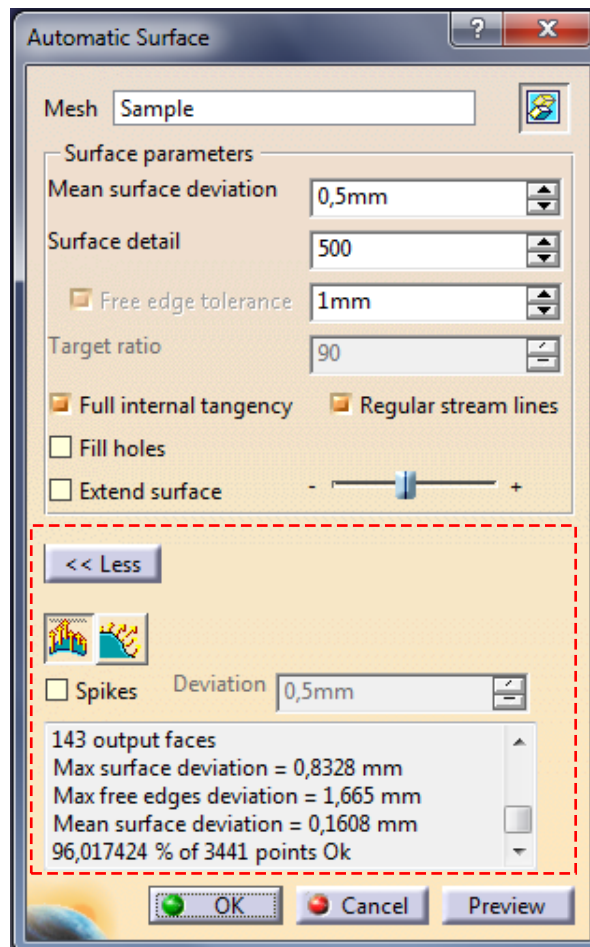 Automatic Surface
Mesh Sample
Surface parameters
Mean surface deviation 0,5mm
Surface detail 500
Free edge tolerance 1mm
Target ratio 90
Full internal tangency Regular stream lines
Fill holes
Extend surface - +
<< Less
Spikes Deviation 0,5mm
143 output faces
Max surface deviation = 0,8328 mm
Max free edges deviation = 1,665 mm
Mean surface deviation = 0,1608 mm
96,017424 % of 3441 points Ok
OK Cancel Preview